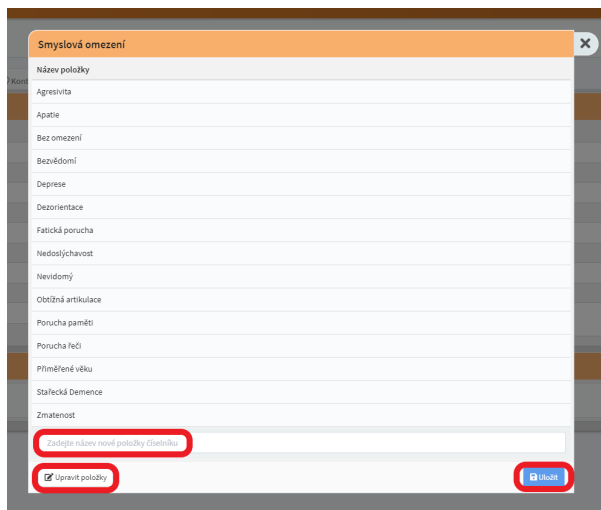 Smyslová omezení
Kont
Název položky
Agresivita
Apatie
Bez omezení
Bezvědomí
Deprese
Dezorientace
Fatická porucha
Nedoslýchavost
Nevidomý
Obtížná artikulace
Porucha paměti
Porucha řeči
Přiměřené věku
Stařecká Demence
Zmatenost
Zadejte název nové položky číselníku
Upravit položky
Uložit